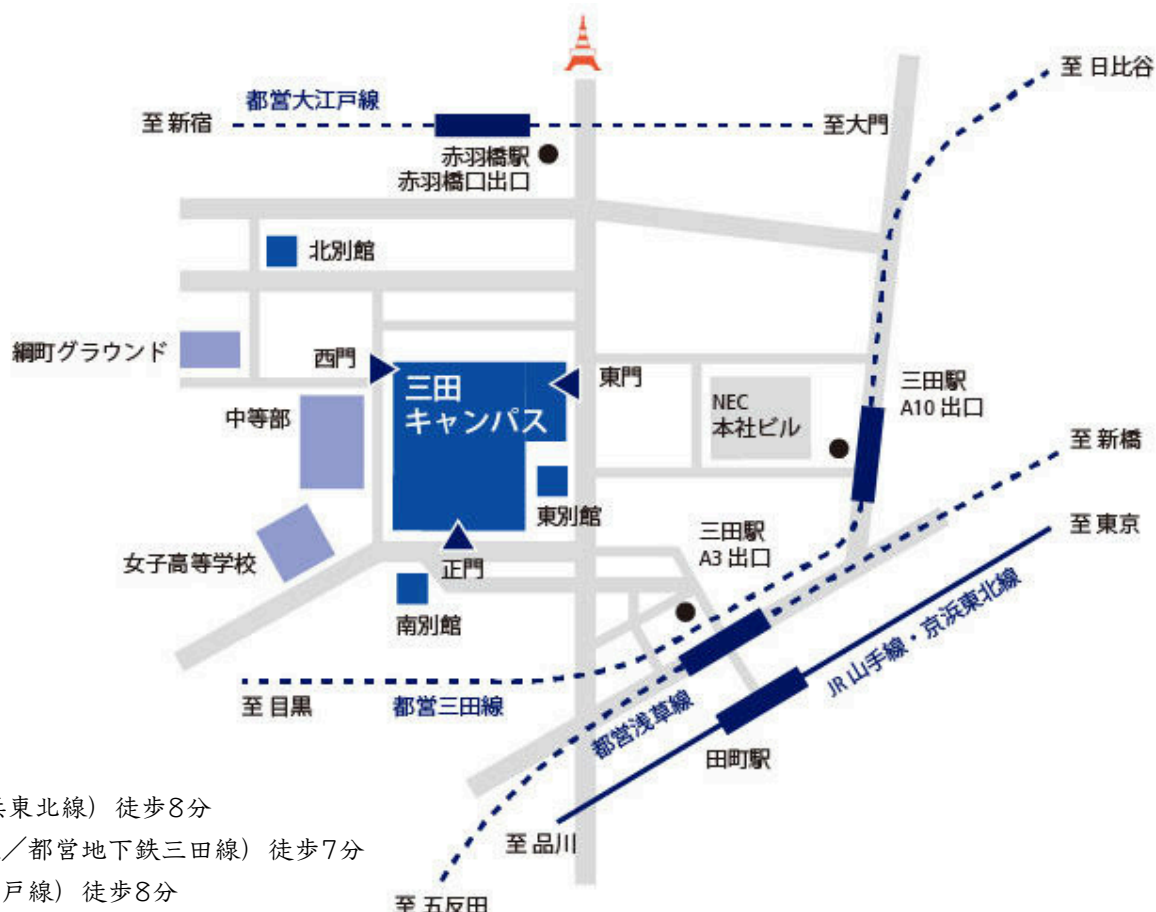 至 日比谷
都営大江戸線
至 新宿
至大門
赤羽橋駅
赤羽橋口出口
北別館
綱町グラウンド
西門
三田
キャンパス
東門
三田駅
A10 出口
NEC
本社ビル
中等部
至 新橋
東別館
三田駅
A3 出口
至 東京
女子高等学校
正門
南別館
JR 山手線・京浜東北線
至 目黒
都営三田線
都営浅草線
田町駅
浜東北線）徒歩8分
／都営地下鉄三田線）徒歩7分
至 品川
戸線）徒歩8分
至 五反田